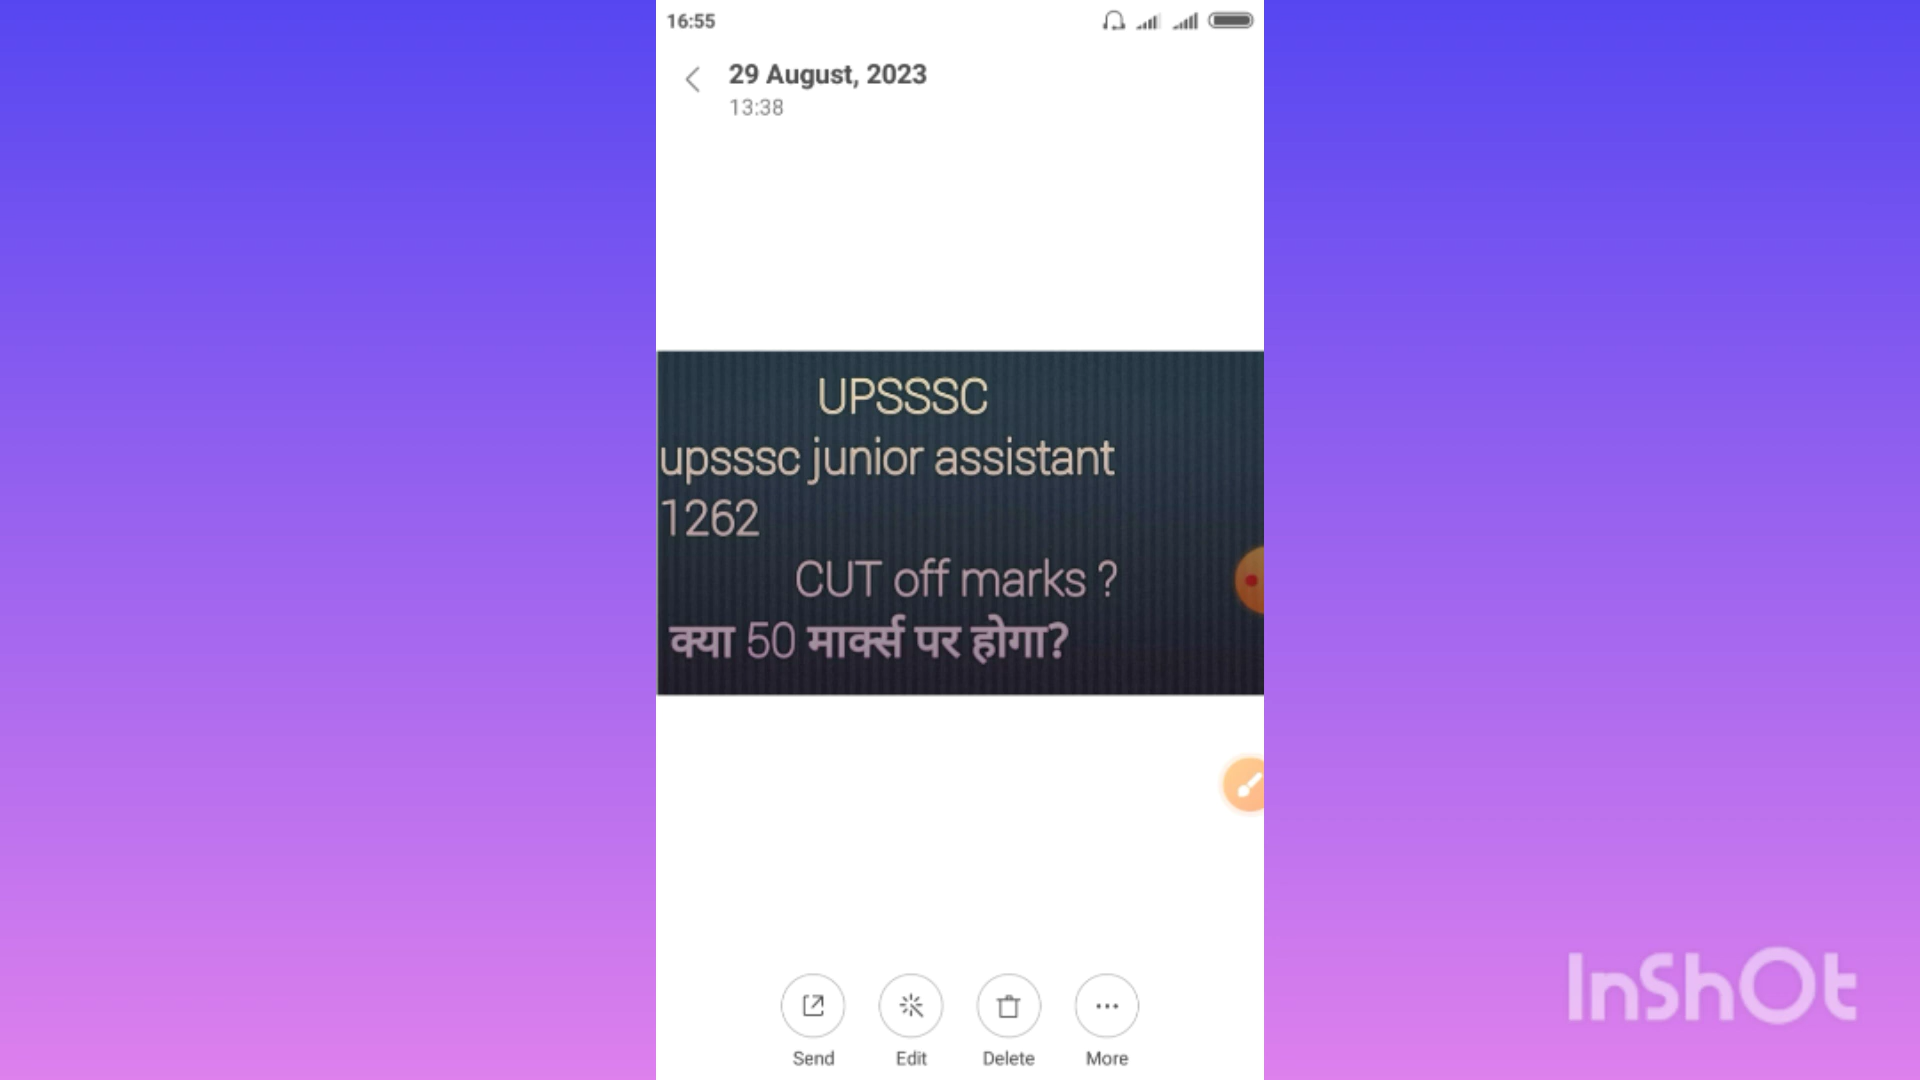 16:55
29 August, 2023
13:38
UPSSSC
upsssc junior assistant
1262
CUT off marks ?
क्या 50 मार्क्स पर होगा?
Send Edit Delete More
InShOt